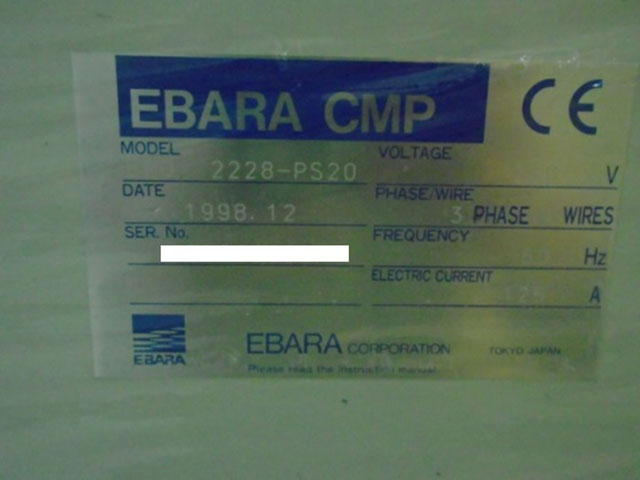 EBARA CMP CE
MODEL 2228-PS20 VOLTAGE V
DATE 1998.12 PHASE/WIRE 3 PHASE WIRES
SER. No. FREQUENCY Hz
ELECTRIC CURRENT A
EBARA
EBARA CORPORATION TOKYO JAPAN
Please read the instruction manual